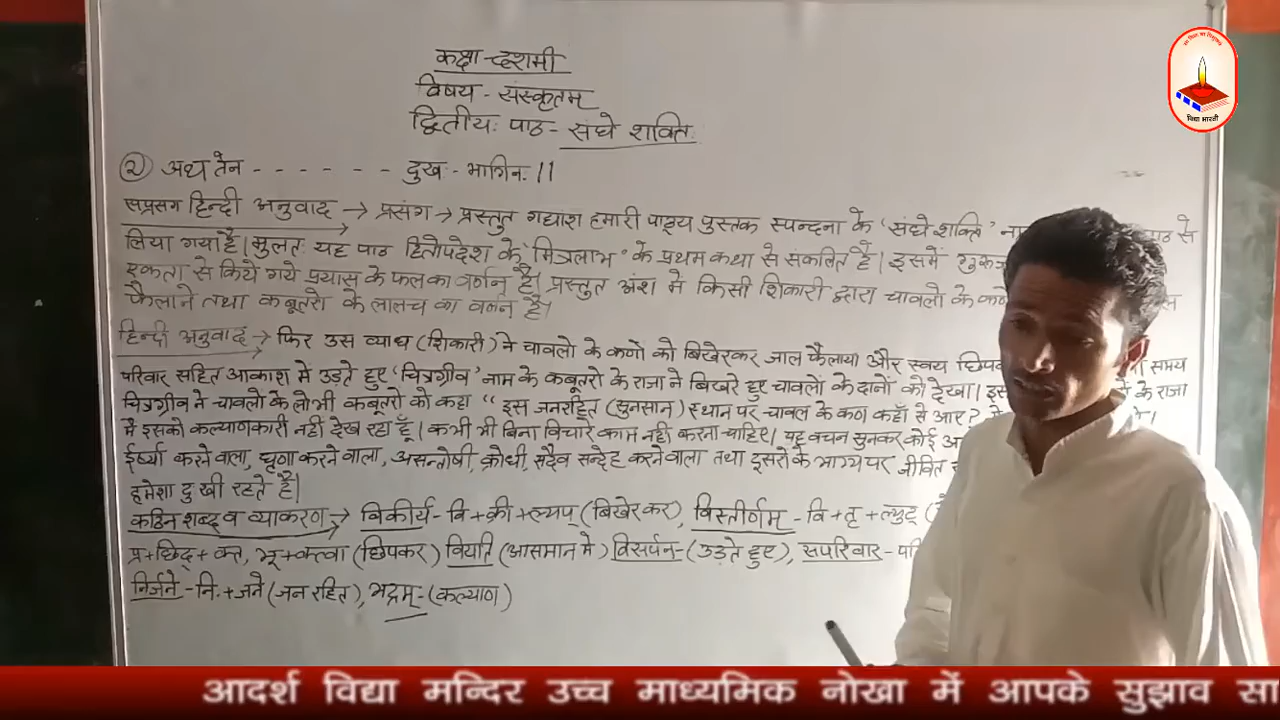 कक्षा-दशमी
विषय - संस्कृतम
द्वितीयः पाठ - संघे शक्तिः
२ अथ तेन - - - - - - दुखः - भागिनः ||
सप्रसंग हिन्दी अनुवाद → प्रसंग → प्रस्तुत गद्यांश हमारी पाठ्य पुस्तक स्पन्दना के 'संघे शक्ति' पाठ से
लिया गया है। मुलतः यह पाठ हितोपदेश के 'मित्रलाभ' के प्रथम कथा से संकलित है। इसमें
एकता से किये गये प्रयास के फल का वर्णन है। प्रस्तुत अंश मे किसी शिकारी द्वारा चावलो के
फैलाने तथा कबूतरो के लालच का वर्णन है।
हिन्दी अनुवाद → फिर उस व्याध (शिकारी) ने चावलो के कणो को बिखेरकर जाल फैलाया और स्वयं समय
परिवार सहित आकाश में उड़ते हुए 'चित्रग्रीव' नाम के कबूतरो के राजा ने बिखरे हुए चावलों के दानों को देखा। के राजा
चित्रग्रीव ने चावलो के लोभी कबूतरो को कहा " इस जनरहित (सुनसान) स्थान पर चावल के कण कहाँ से आए?
मैं इसको कल्याणकारी नहीं देख रहा हूँ। कभी भी बिना विचारे काम नहीं करना चाहिए। यह वचन सुनकर कोई
ईर्ष्या करने वाला, घृणा करने वाला, असन्तोषी, क्रोधी, सदैव सन्देह करने वाला तथा दुसरो के भाग्य पर जीवित
हमेशा दुःखी रहते है।
कठिन शब्द व व्याकरण → विकीर्य - वि+क्री+ल्यप् (बिखेर कर), विस्तीर्णम् - वि+तृ+ल्युट्
प्र+छिद्+क्त, भू+क्त्वा (छिपकर) वियति (आसमान मे) विसर्पन - (उड़ते हुए), सपरिवार -
निर्जने - नि.+जने (जन रहित), भद्रम् - (कल्याण)
विद्या भारती
आदर्श विद्या मन्दिर उच्च माध्यमिक नोखा में आपके सुझाव सा